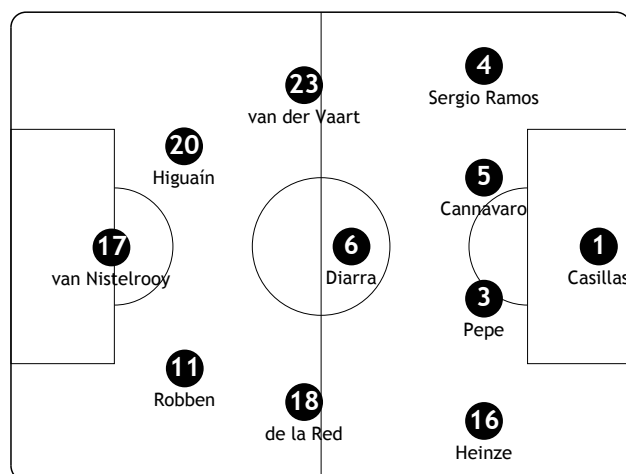 4
Sergio Ramos
23
van der Vaart
20
Higuaín
5
Cannavaro
17
van Nistelrooy
6
Diarra
1
Casillas
3
Pepe
11
Robben
18
de la Red
16
Heinze